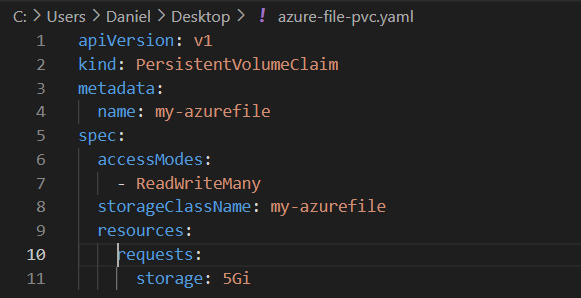 C: > Users > Daniel > Desktop > ! azure-file-pvc.yaml
1 apiVersion: v1
2 kind: PersistentVolumeClaim
3 metadata:
4   name: my-azurefile
5 spec:
6   accessModes:
7     - ReadWriteMany
8   storageClassName: my-azurefile
9   resources:
10     requests:
11       storage: 5Gi